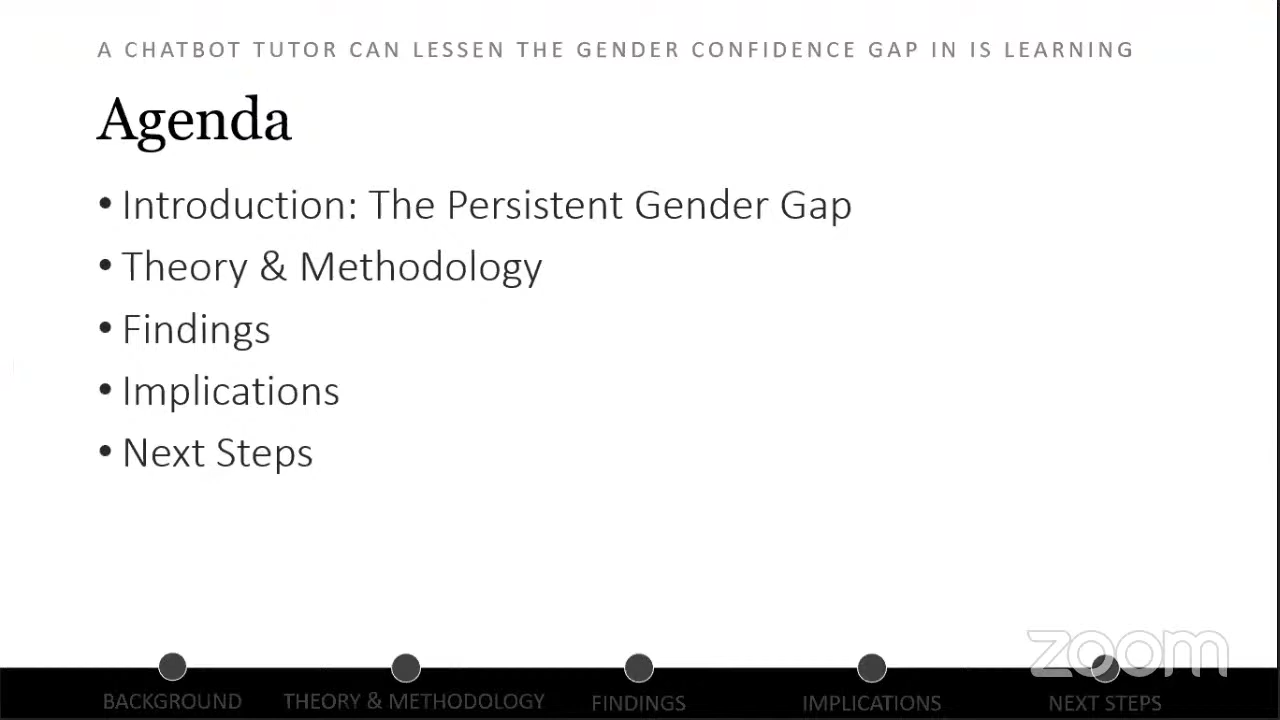 A CHATBOT TUTOR CAN LESSEN THE GENDER CONFIDENCE GAP IN IS LEARNING
Agenda
• Introduction: The Persistent Gender Gap
• Theory & Methodology
• Findings
• Implications
• Next Steps
zoom
BACKGROUND THEORY & METHODOLOGY FINDINGS IMPLICATIONS NEXT STEPS